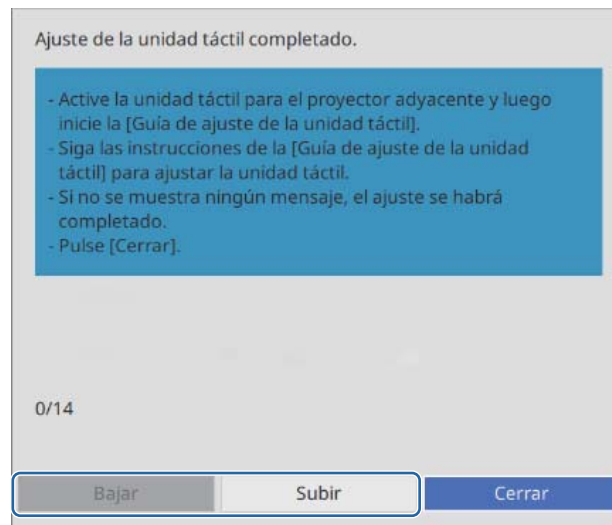 Ajuste de la unidad táctil completado.
- Active la unidad táctil para el proyector adyacente y luego
inicie la [Guía de ajuste de la unidad táctil].
- Siga las instrucciones de la [Guía de ajuste de la unidad
táctil] para ajustar la unidad táctil.
- Si no se muestra ningún mensaje, el ajuste se habrá
completado.
- Pulse [Cerrar].
0/14
Bajar Subir Cerrar